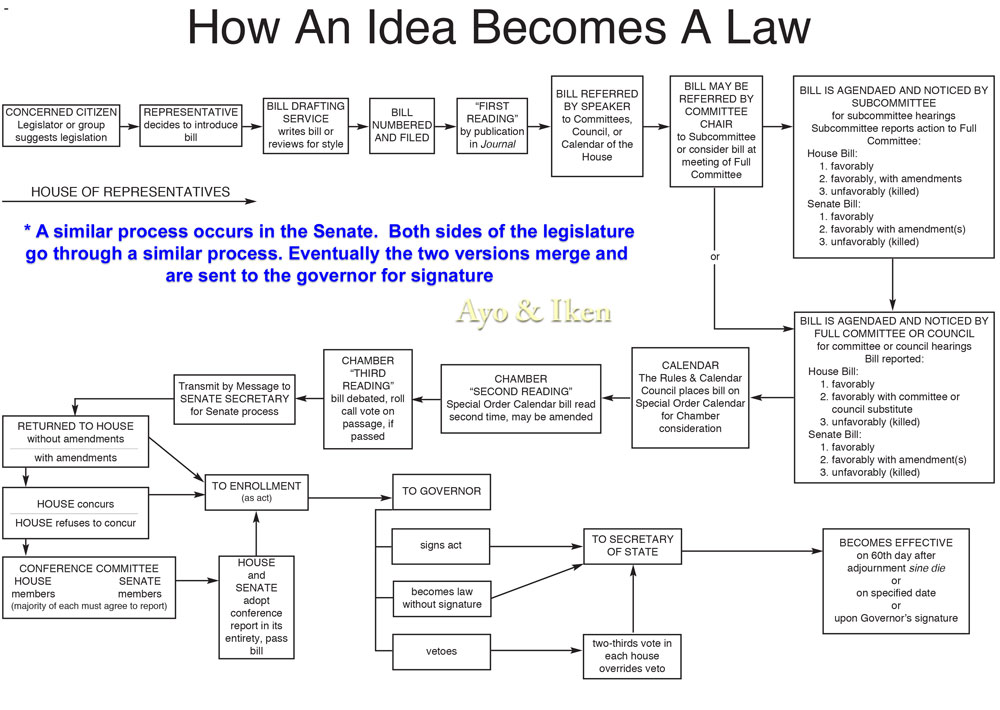 How An Idea Becomes A Law
CONCERNED CITIZEN
Legislator or group
suggests legislation
REPRESENTATIVE
decides to introduce
bill
BILL DRAFTING
SERVICE
writes bill or
reviews for style
BILL
NUMBERED
AND FILED
“FIRST
READING”
by publication
in Journal
BILL REFERRED
BY SPEAKER
to Committees,
Council, or
Calendar of the
House
BILL MAY BE
REFERRED BY
COMMITTEE
CHAIR
to Subcommittee
or consider bill at
meeting of Full
Committee
BILL IS AGENDAED AND NOTICED BY
SUBCOMMITTEE
for subcommittee hearings
Subcommittee reports action to Full
Committee:
House Bill:
1. favorably
2. favorably, with amendments
3. unfavorably (killed)
Senate Bill:
1. favorably
2. favorably with amendment(s)
3. unfavorably (killed)
HOUSE OF REPRESENTATIVES
* A similar process occurs in the Senate. Both sides of the legislature
go through a similar process. Eventually the two versions merge and
are sent to the governor for signature
or
Ayo & Iken
BILL IS AGENDAED AND NOTICED BY
FULL COMMITTEE OR COUNCIL
for committee or council hearings
Bill reported:
House Bill:
1. favorably
2. favorably with committee or
council substitute
3. unfavorably (killed)
Senate Bill:
1. favorably
2. favorably with amendment(s)
3. unfavorably (killed)
CALENDAR
The Rules & Calendar
Council places bill on
Special Order Calendar
for Chamber
consideration
CHAMBER
“SECOND READING”
Special Order Calendar bill read
second time, may be amended
CHAMBER
“THIRD
READING”
bill debated, roll
call vote on
passage, if
passed
Transmit by Message to
SENATE SECRETARY
for Senate process
RETURNED TO HOUSE
without amendments
with amendments
HOUSE concurs
HOUSE refuses to concur
CONFERENCE COMMITTEE
HOUSE SENATE
members members
(majority of each must agree to report)
HOUSE
and
SENATE
adopt
conference
report in its
entirety, pass
bill
TO ENROLLMENT
(as act)
TO GOVERNOR
signs act
becomes law
without signature
vetoes
TO SECRETARY
OF STATE
two-thirds vote in
each house
overrides veto
BECOMES EFFECTIVE
on 60th day after
adjournment sine die
or
on specified date
or
upon Governor’s signature